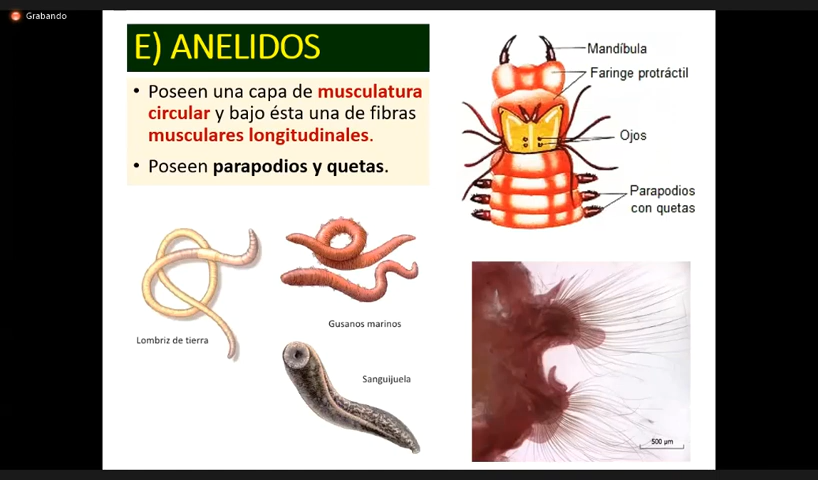 Grabando
E) ANELIDOS
• Poseen una capa de musculatura
circular y bajo ésta una de fibras
musculares longitudinales.
• Poseen parapodios y quetas.
Mandíbula
Faringe protráctil
Ojos
Parapodios
con quetas
Lombriz de tierra
Gusanos marinos
Sanguijuela
500 µm